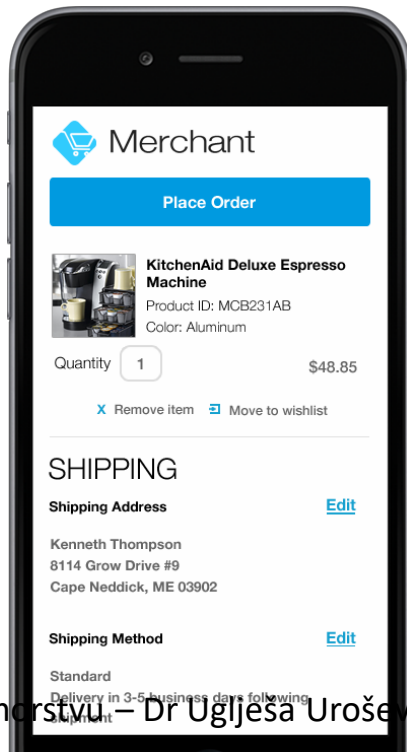 Merchant
Place Order
KitchenAid Deluxe Espresso
Machine
Product ID: MCB231AB
Color: Aluminum
Quantity 1 $48.85
X Remove item Move to wishlist
SHIPPING
Shipping Address Edit
Kenneth Thompson
8114 Grow Drive #9
Cape Neddick, ME 03902
Shipping Method Edit
Standard
Delivery in 3-5 business days following
shipment
– Dr Uglješa